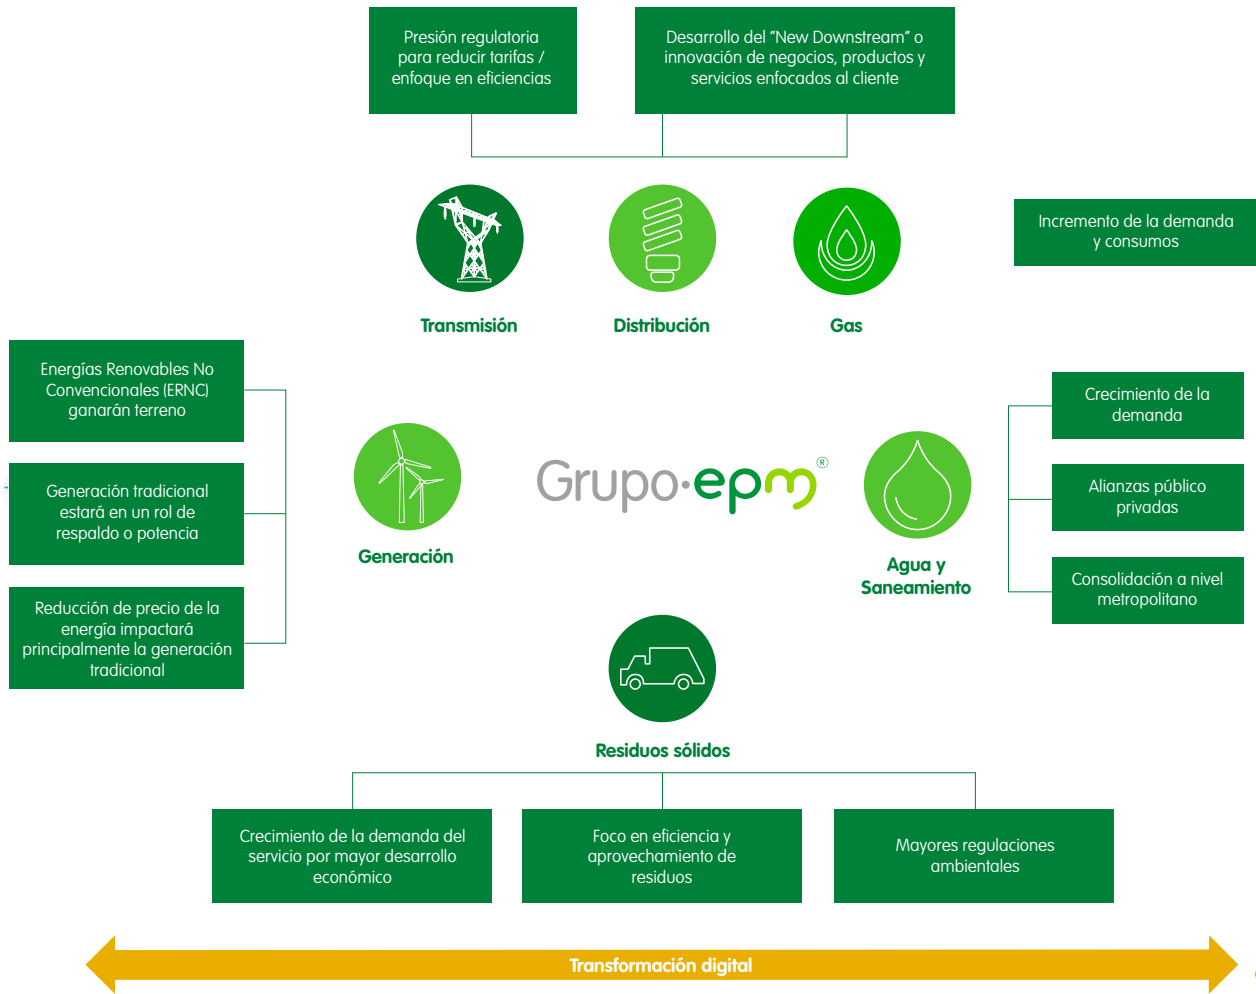 Presión regulatoria
para reducir tarifas /
enfoque en eficiencias
Desarrollo del “New Downstream” o
innovación de negocios, productos y
servicios enfocados al cliente
Transmisión
Distribución
Gas
Incremento de la demanda
y consumos
Energías Renovables No
Convencionales (ERNC)
ganarán terreno
Generación tradicional
estará en un rol de
respaldo o potencia
Reducción de precio de la
energía impactará
principalmente la generación
tradicional
Generación
Grupo·epm®
Agua y
Saneamiento
Crecimiento de la
demanda
Alianzas público
privadas
Consolidación a nivel
metropolitano
Residuos sólidos
Crecimiento de la demanda del
servicio por mayor desarrollo
económico
Foco en eficiencia y
aprovechamiento de
residuos
Mayores regulaciones
ambientales
Transformación digital